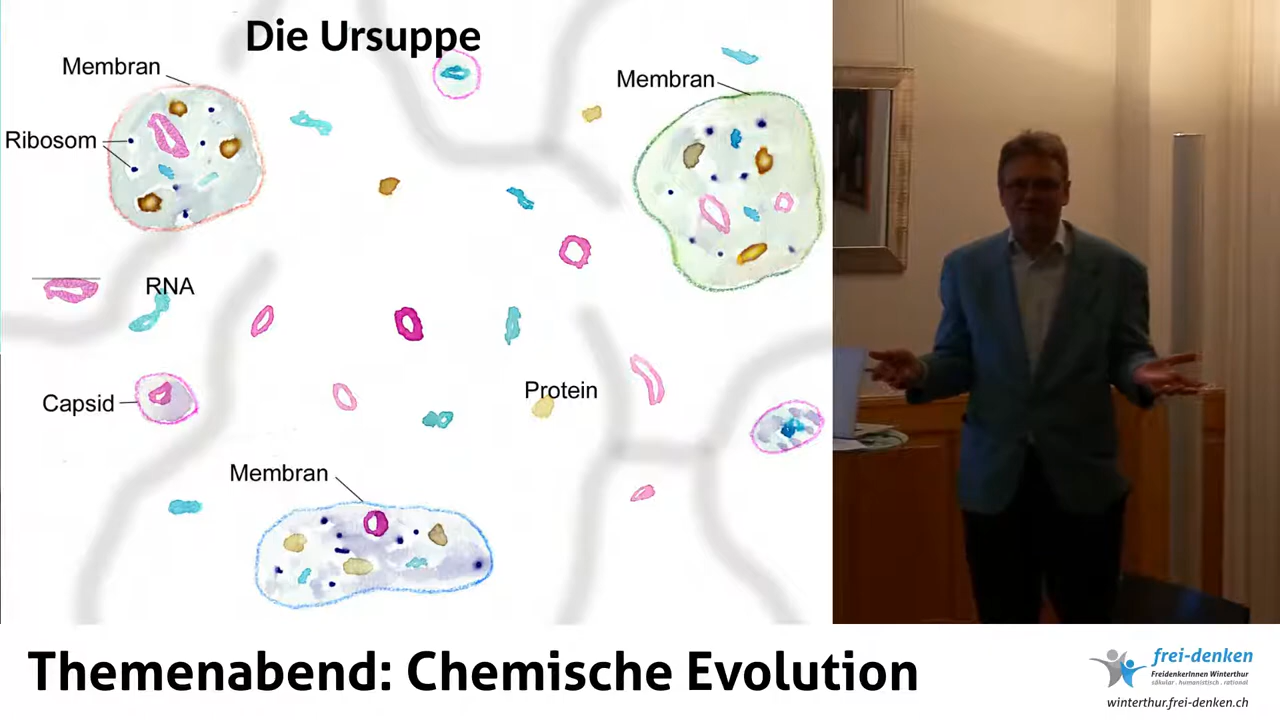 Die Ursuppe
Membran
Membran
Ribosom
RNA
Capsid
Protein
Membran
Themenabend: Chemische Evolution
frei-denken
FreidenkerInnen Winterthur
säkular . humanistisch . rational
winterthur.frei-denken.ch